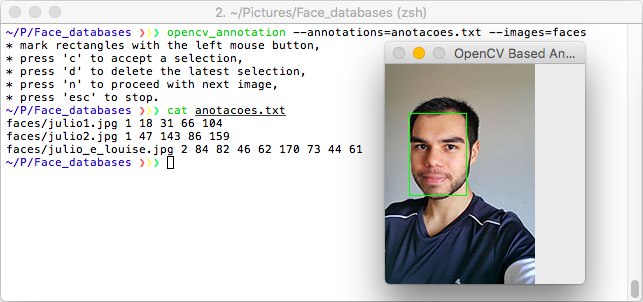 2. ~/Pictures/Face_databases (zsh)
~/P/Face_databases ❯❯❯ opencv_annotation --annotations=anotacoes.txt --images=faces
* mark rectangles with the left mouse button,
* press 'c' to accept a selection,
* press 'd' to delete the latest selection,
* press 'n' to proceed with next image,
* press 'esc' to stop.
~/P/Face_databases ❯❯❯ cat anotacoes.txt
faces/julio1.jpg 1 18 31 66 104
faces/julio2.jpg 1 47 143 86 159
faces/julio_e_louise.jpg 2 84 82 46 62 170 73 44 61
~/P/Face_databases ❯❯❯
OpenCV Based An...